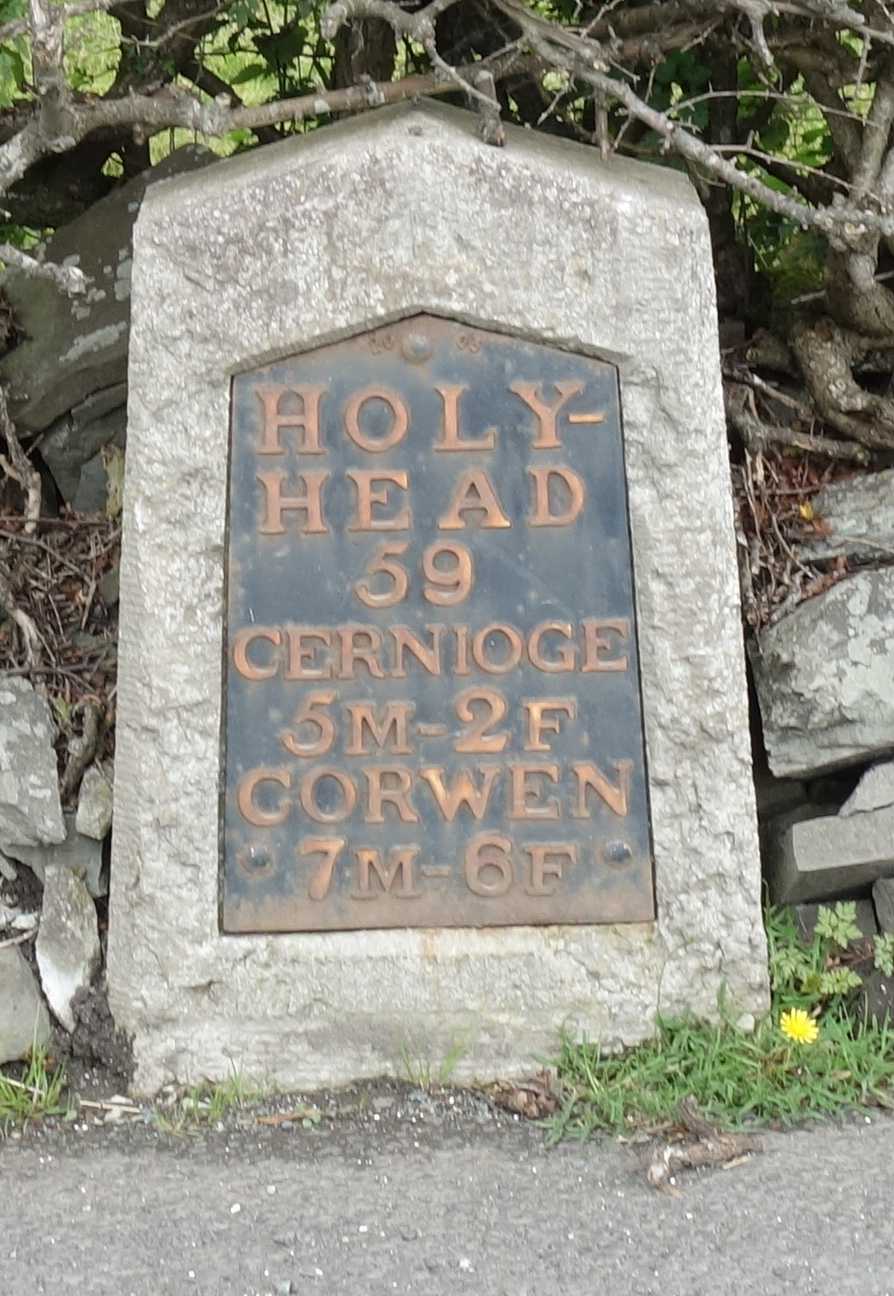 HOLY-
HEAD
59
CERNIOGE
5M-2F
CORWEN
7M-6F